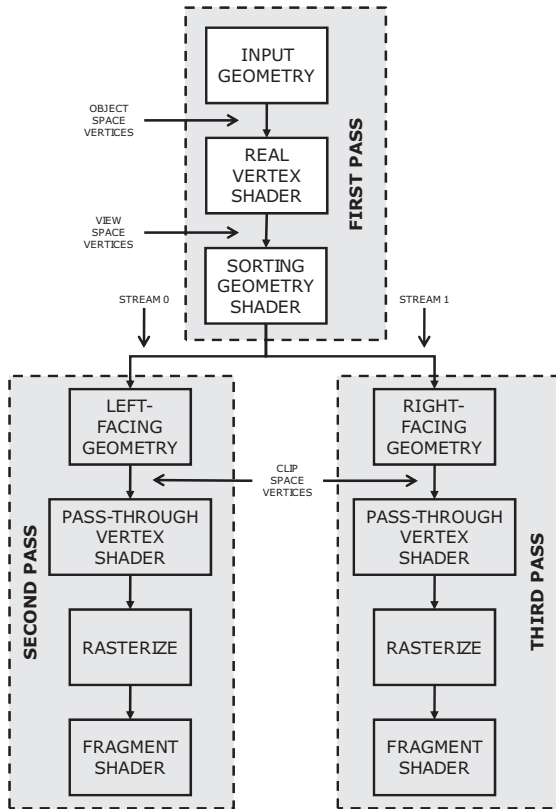 INPUT
GEOMETRY
OBJECT
SPACE
VERTICES
REAL
VERTEX
SHADER
FIRST PASS
VIEW
SPACE
VERTICES
SORTING
GEOMETRY
SHADER
STREAM 0
STREAM 1
LEFT-
FACING
GEOMETRY
RIGHT-
FACING
GEOMETRY
CLIP
SPACE
VERTICES
PASS-THROUGH
VERTEX
SHADER
PASS-THROUGH
VERTEX
SHADER
SECOND PASS
THIRD PASS
RASTERIZE
RASTERIZE
FRAGMENT
SHADER
FRAGMENT
SHADER